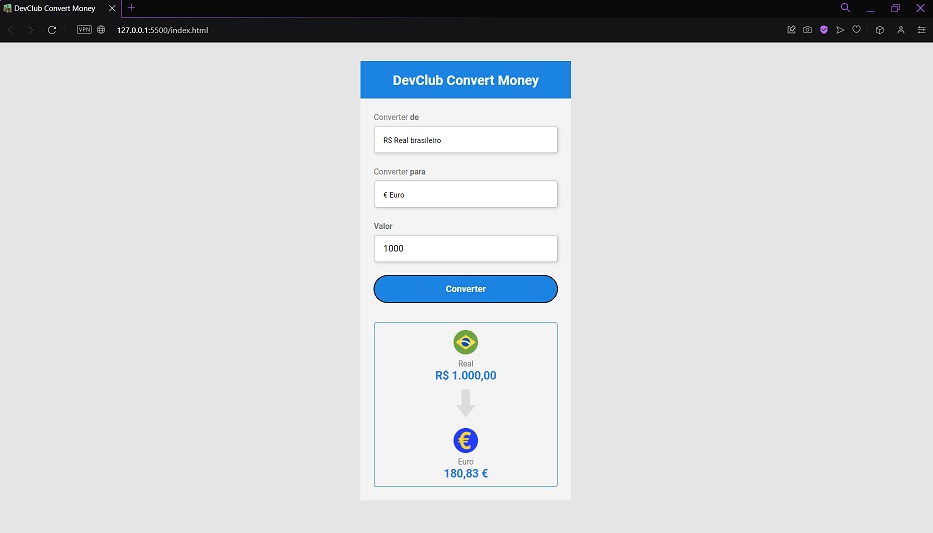 DevClub Convert Money
VPN
127.0.0.1:5500/index.html
DevClub Convert Money
Converter de
R$ Real brasileiro
Converter para
€ Euro
Valor
1000
Converter
Real
R$ 1.000,00
€
Euro
180,83 €